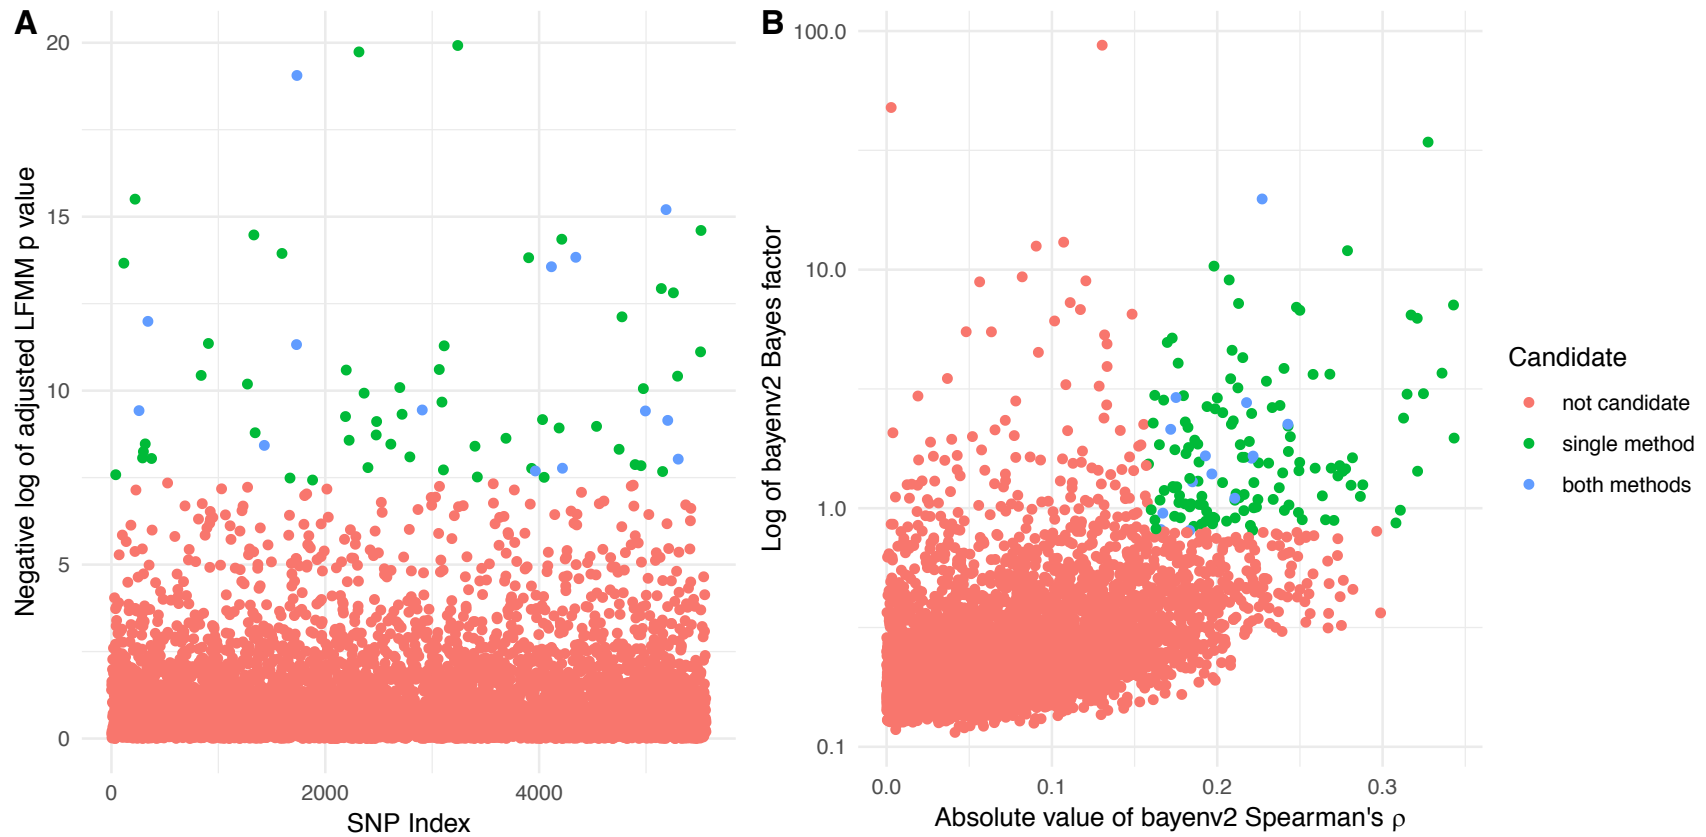 A
B
Negative log of adjusted LFMM p value
20
15
10
5
0
0
2000
4000
SNP Index
Log of bayenv2 Bayes factor
100.0
10.0
1.0
0.1
0.0
0.1
0.2
0.3
Absolute value of bayenv2 Spearman's ρ
Candidate
not candidate
single method
both methods